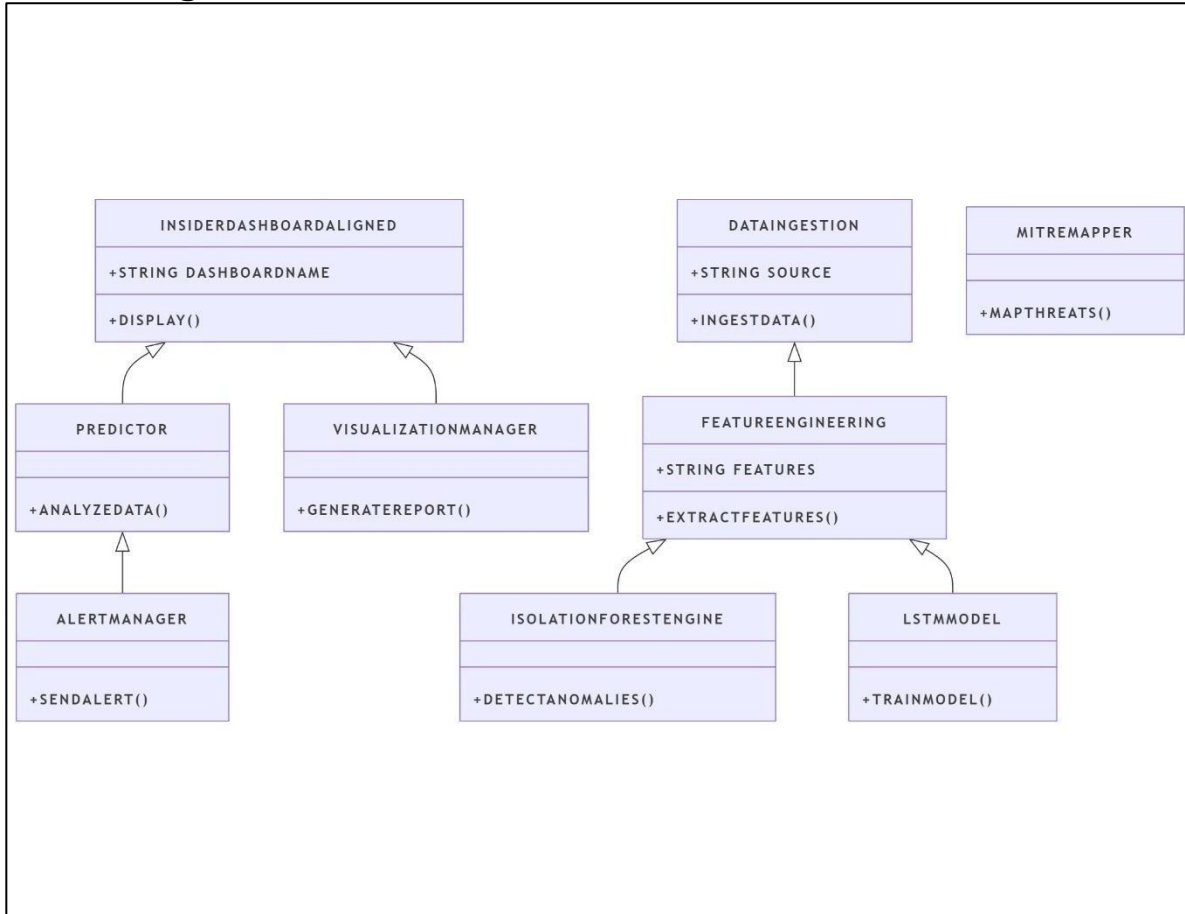 INSIDERDASHBOARDALIGNED
+STRING DASHBOARDNAME
+DISPLAY()
DATAINGESTION
+STRING SOURCE
+INGESTDATA()
MITREMAPPER
+MAPTHREATS()
PREDICTOR
+ANALYZEDATA()
VISUALIZATIONMANAGER
+GENERATEREPORT()
FEATUREENGINEERING
+STRING FEATURES
+EXTRACTFEATURES()
ALERTMANAGER
+SENDALERT()
ISOLATIONFORESTENGINE
+DETECTANOMALIES()
LSTMMODEL
+TRAINMODEL()